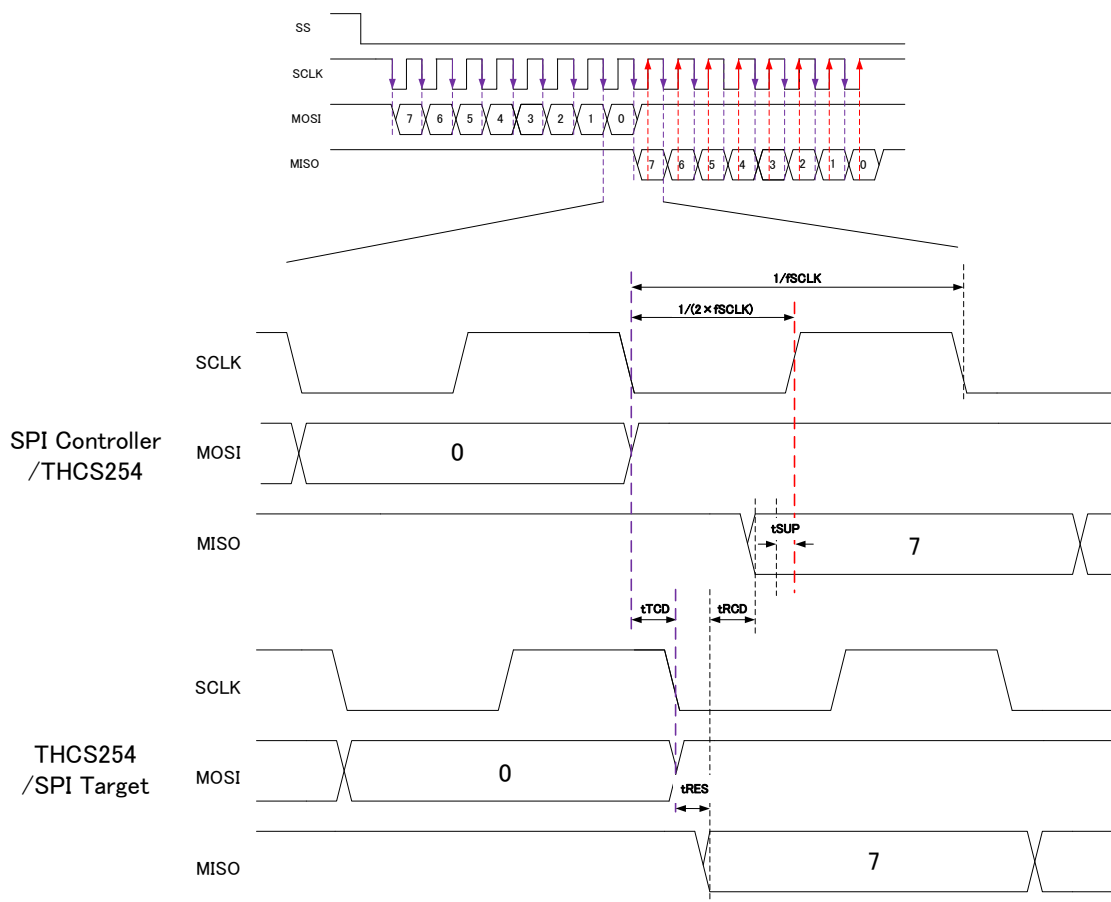 SS
SCLK
MOSI 7 6 5 4 3 2 1 0
MISO 7 6 5 4 3 2 1 0
1/fSCLK
1/(2×fSCLK)
SCLK
SPI Controller
/THCS254
MOSI 0
tSUP
MISO 7
tTCD tRCD
SCLK
THCS254
/SPI Target
MOSI 0
tRES
MISO 7